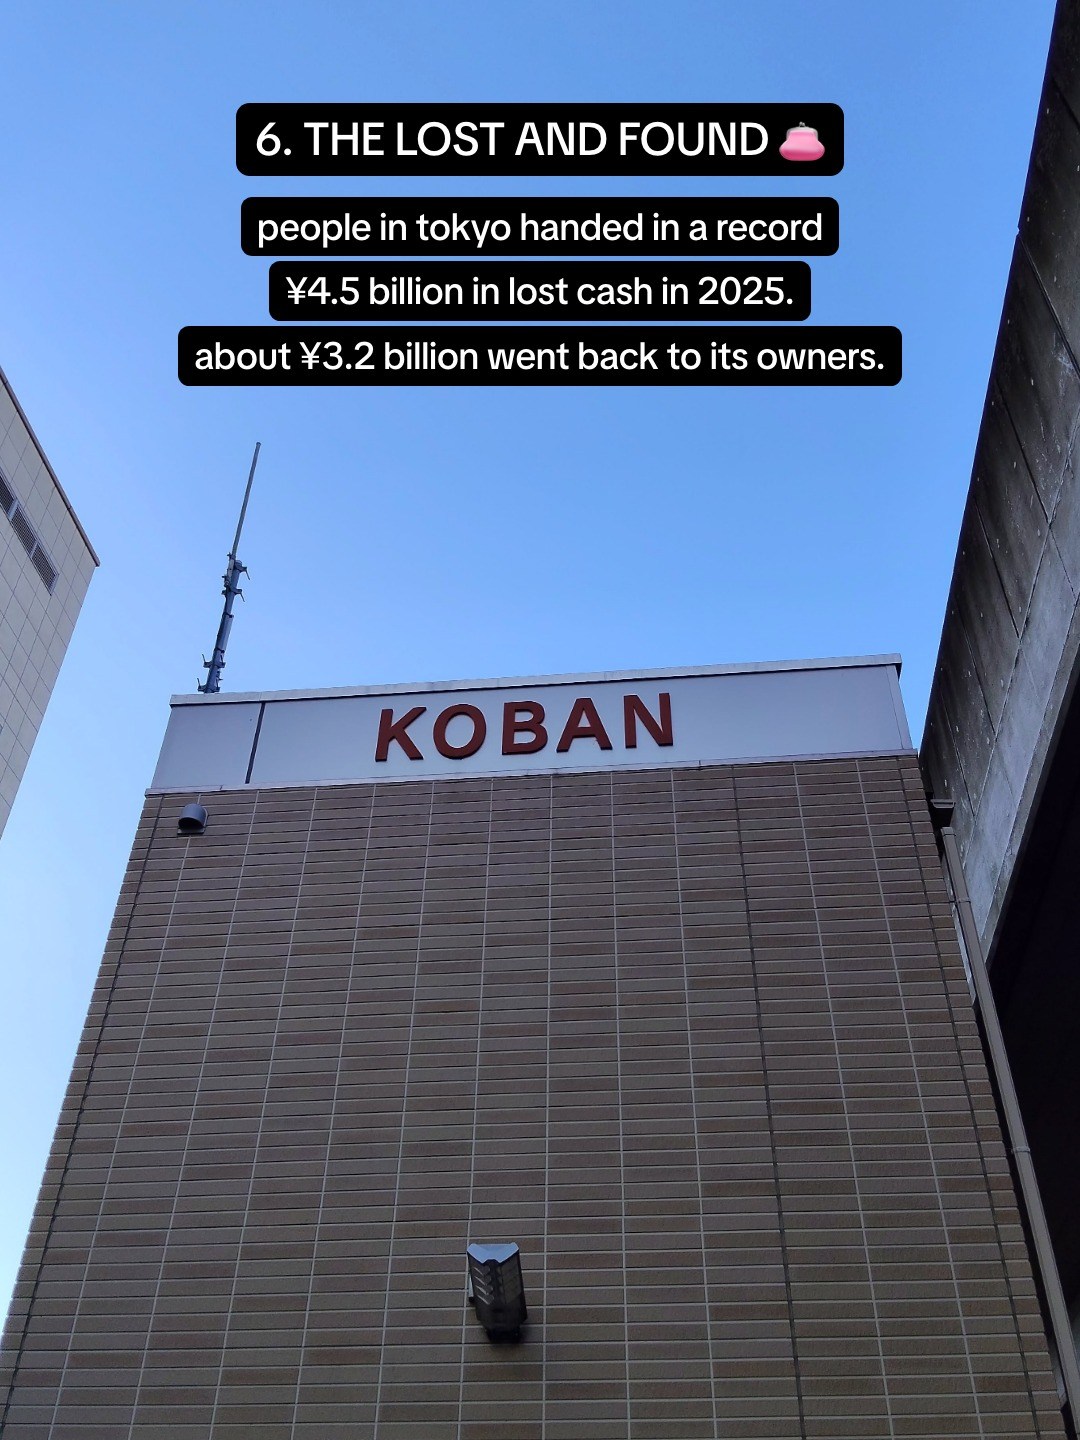 6. THE LOST AND FOUND 👛
people in tokyo handed in a record
¥4.5 billion in lost cash in 2025.
about ¥3.2 billion went back to its owners.
KOBAN